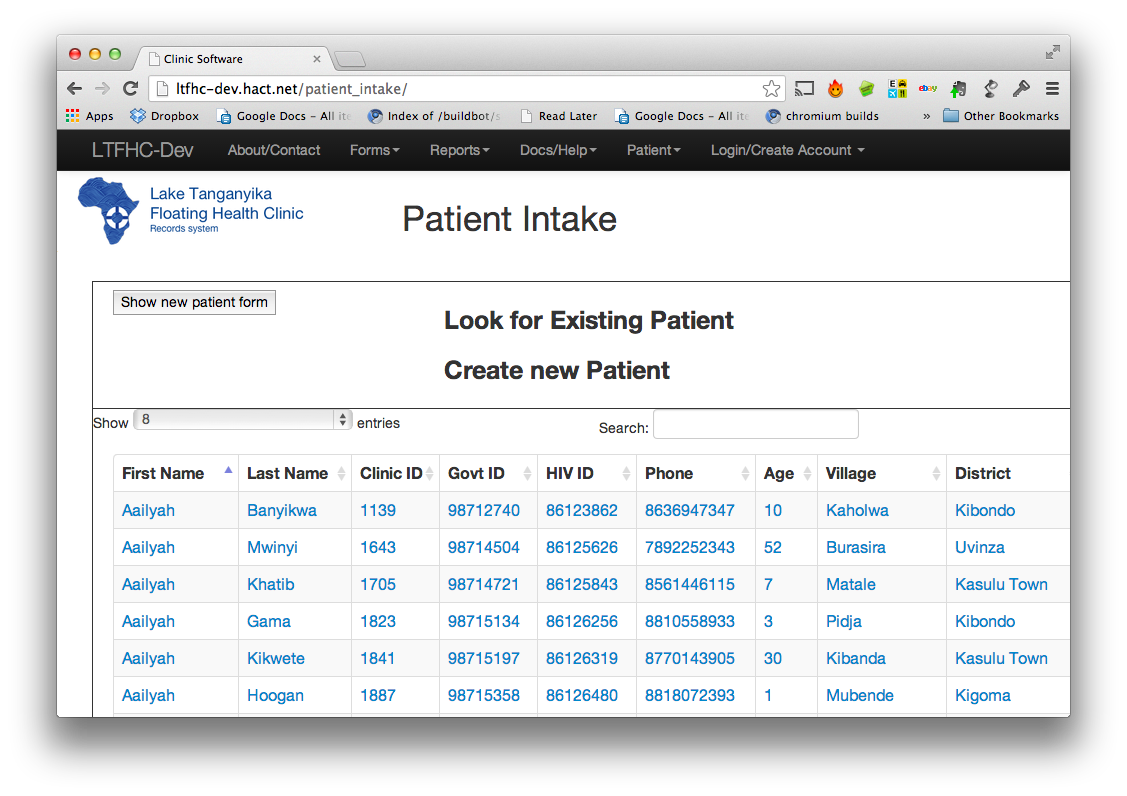 Clinic Software
ltfhc-dev.hact.net/patient_intake/
Apps Dropbox Google Docs – All ite Index of /buildbot/s Read Later Google Docs – All ite chromium builds » Other Bookmarks
LTFHC-Dev About/Contact Forms Reports Docs/Help Patient Login/Create Account
Lake Tanganyika
Floating Health Clinic
Records system
Patient Intake
Show new patient form
Look for Existing Patient
Create new Patient
Show 8 entries Search:
First Name Last Name Clinic ID Govt ID HIV ID Phone Age Village District
Aailyah Banyikwa 1139 98712740 86123862 8636947347 10 Kaholwa Kibondo
Aailyah Mwinyi 1643 98714504 86125626 7892252343 52 Burasira Uvinza
Aailyah Khatib 1705 98714721 86125843 8561446115 7 Matale Kasulu Town
Aailyah Gama 1823 98715134 86126256 8810558933 3 Pidja Kibondo
Aailyah Kikwete 1841 98715197 86126319 8770143905 30 Kibanda Kasulu Town
Aailyah Hoogan 1887 98715358 86126480 8818072393 1 Mubende Kigoma